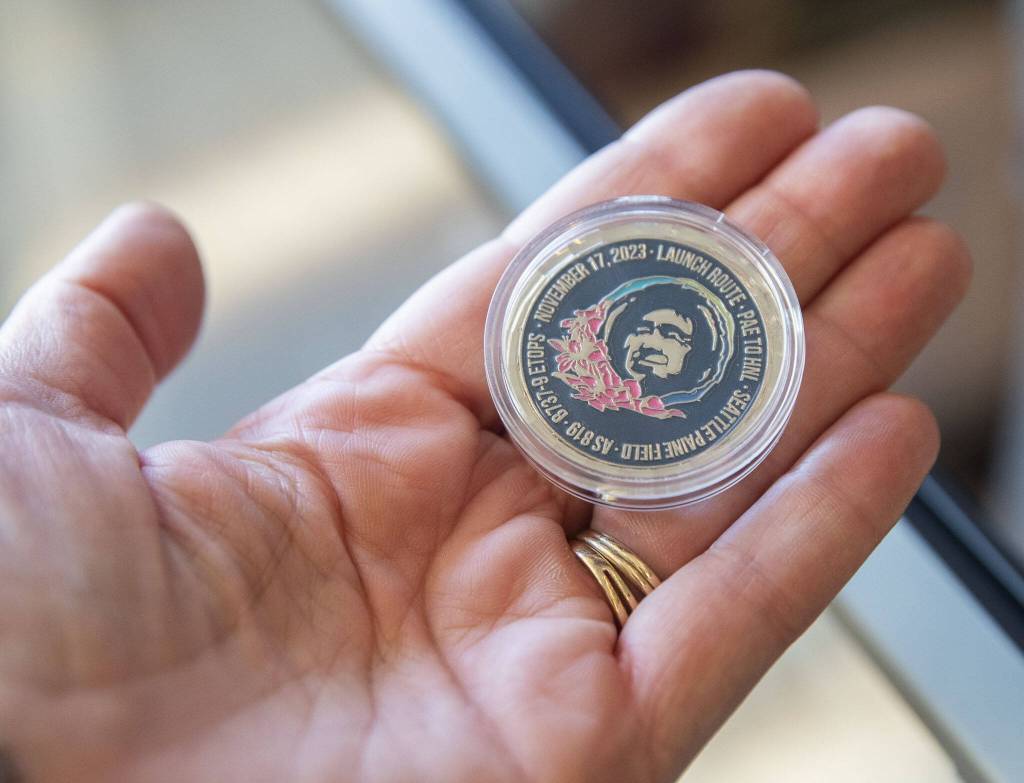 NOVEMBER 17, 2023 · LAUNCH ROUTE · PAE TO HNL · SEATTLE PAINE FIELD · AS 819 · B737-9 ETOPS ·